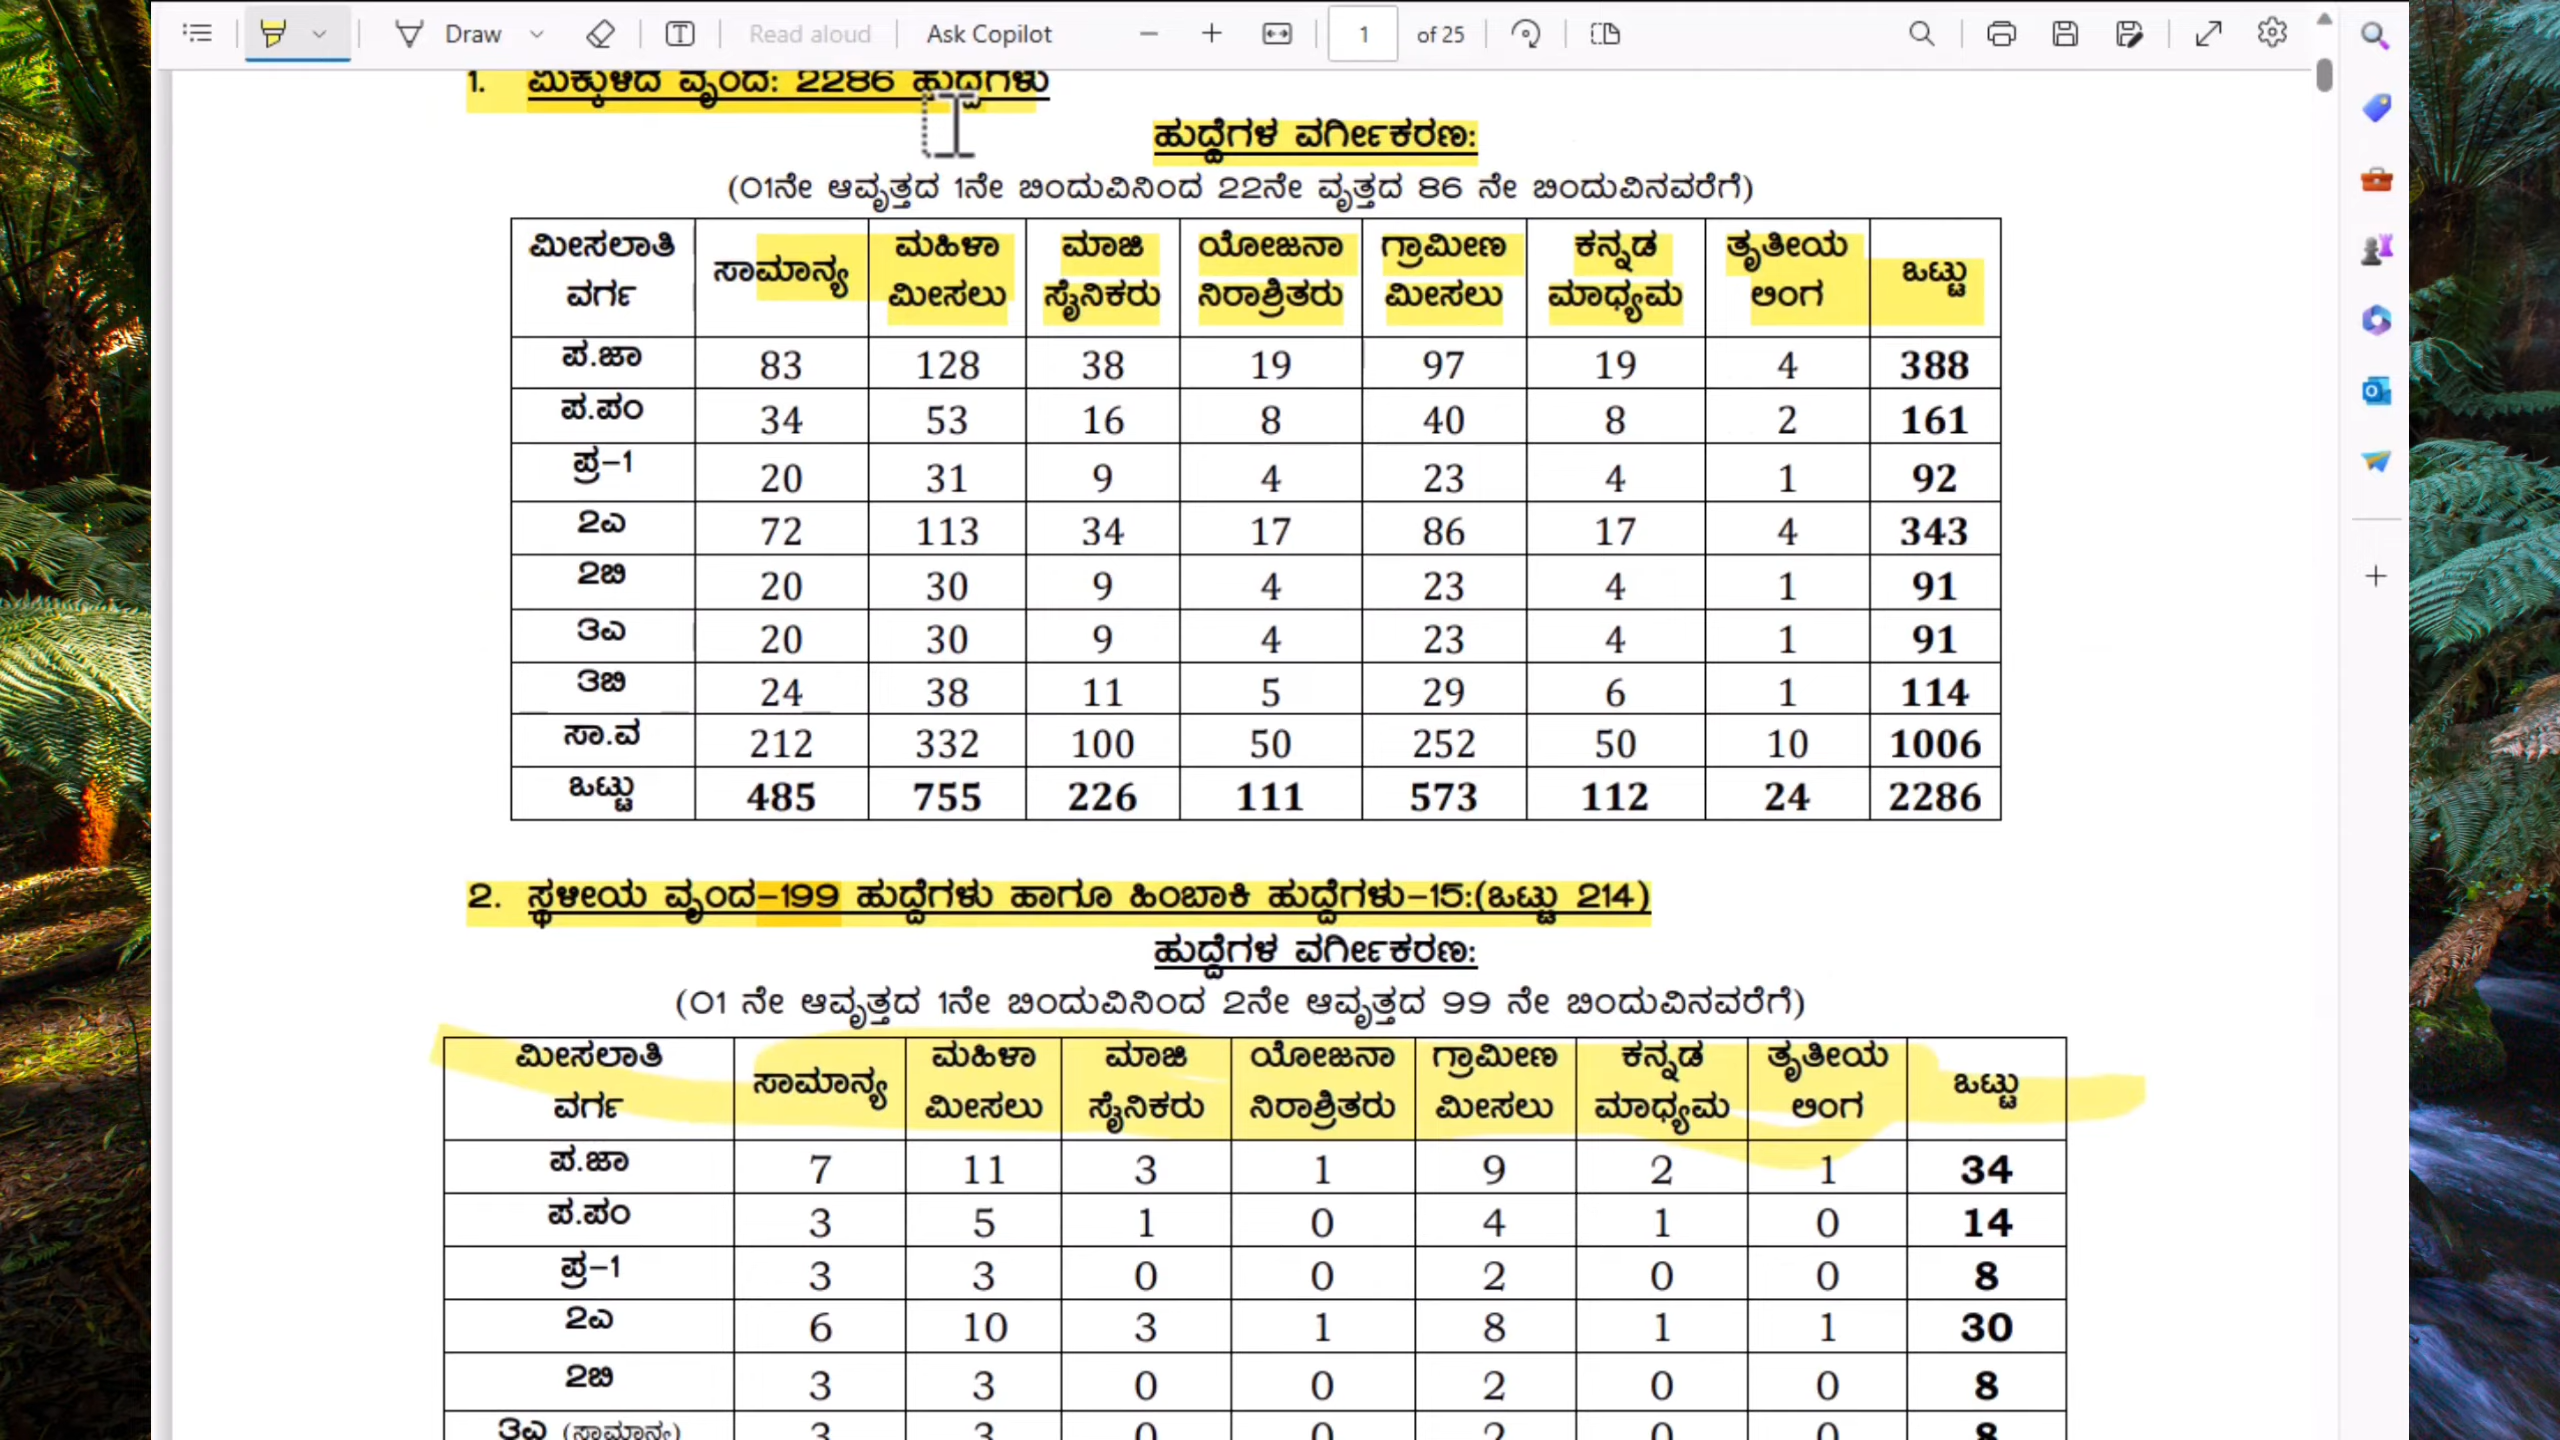 Draw Read aloud Ask Copilot 1 of 25
1. ಮಿಕ್ಕುಳಿದ ವೃಂದ: 2286 ಹುದ್ದೆಗಳು
ಹುದ್ದೆಗಳ ವರ್ಗೀಕರಣ:
(01ನೇ ಆವೃತ್ತದ 1ನೇ ಬಿಂದುವಿನಿಂದ 22ನೇ ವೃತ್ತದ 86 ನೇ ಬಿಂದುವಿನವರೆಗೆ)
ಮೀಸಲಾತಿ ವರ್ಗ ಸಾಮಾನ್ಯ ಮಹಿಳಾ ಮೀಸಲು ಮಾಜಿ ಸೈನಿಕರು ಯೋಜನಾ ನಿರಾಶ್ರಿತರು ಗ್ರಾಮೀಣ ಮೀಸಲು ಕನ್ನಡ ಮಾಧ್ಯಮ ತೃತೀಯ ಲಿಂಗ ಒಟ್ಟು
ಪ.ಜಾ 83 128 38 19 97 19 4 388
ಪ.ಪಂ 34 53 16 8 40 8 2 161
ಪ್ರ-1 20 31 9 4 23 4 1 92
2ಎ 72 113 34 17 86 17 4 343
2ಬಿ 20 30 9 4 23 4 1 91
3ಎ 20 30 9 4 23 4 1 91
3ಬಿ 24 38 11 5 29 6 1 114
ಸಾ.ವ 212 332 100 50 252 50 10 1006
ಒಟ್ಟು 485 755 226 111 573 112 24 2286
2. ಸ್ಥಳೀಯ ವೃಂದ-199 ಹುದ್ದೆಗಳು ಹಾಗೂ ಹಿಂಬಾಕಿ ಹುದ್ದೆಗಳು-15:(ಒಟ್ಟು 214)
ಹುದ್ದೆಗಳ ವರ್ಗೀಕರಣ:
(01 ನೇ ಆವೃತ್ತದ 1ನೇ ಬಿಂದುವಿನಿಂದ 2ನೇ ಆವೃತ್ತದ 99 ನೇ ಬಿಂದುವಿನವರೆಗೆ)
ಮೀಸಲಾತಿ ವರ್ಗ ಸಾಮಾನ್ಯ ಮಹಿಳಾ ಮೀಸಲು ಮಾಜಿ ಸೈನಿಕರು ಯೋಜನಾ ನಿರಾಶ್ರಿತರು ಗ್ರಾಮೀಣ ಮೀಸಲು ಕನ್ನಡ ಮಾಧ್ಯಮ ತೃತೀಯ ಲಿಂಗ ಒಟ್ಟು
ಪ.ಜಾ 7 11 3 1 9 2 1 34
ಪ.ಪಂ 3 5 1 0 4 1 0 14
ಪ್ರ-1 3 3 0 0 2 0 0 8
2ಎ 6 10 3 1 8 1 1 30
2ಬಿ 3 3 0 0 2 0 0 8
3ಎ (ಸಾಮಾನ್ಯ) 3 3 0 0 2 0 0 8